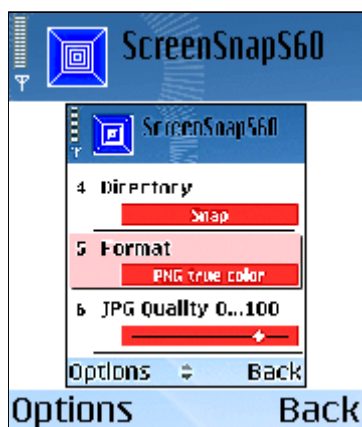 ScreenSnapS60
ScreenSnapS60
4 Directory
Snap
5 Format
PNG true color
6 JPG Quality 0...100
Options Back
Options Back